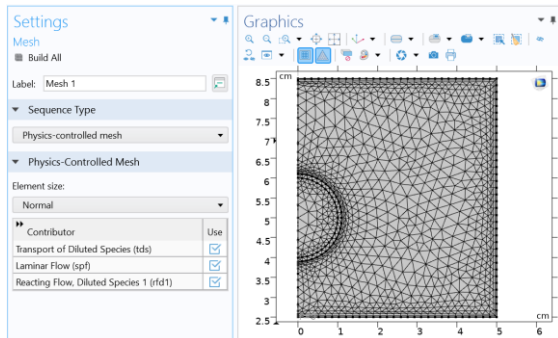 Settings
Mesh
Build All
Label: Mesh 1
Sequence Type
Physics-controlled mesh
Physics-Controlled Mesh
Element size:
Normal
Contributor Use
Transport of Diluted Species (tds)
Laminar Flow (spf)
Reacting Flow, Diluted Species 1 (rfd1)
Graphics
cm
8.5
8
7.5
7
6.5
6
5.5
5
4.5
4
3.5
3
2.5
cm
0 1 2 3 4 5 6